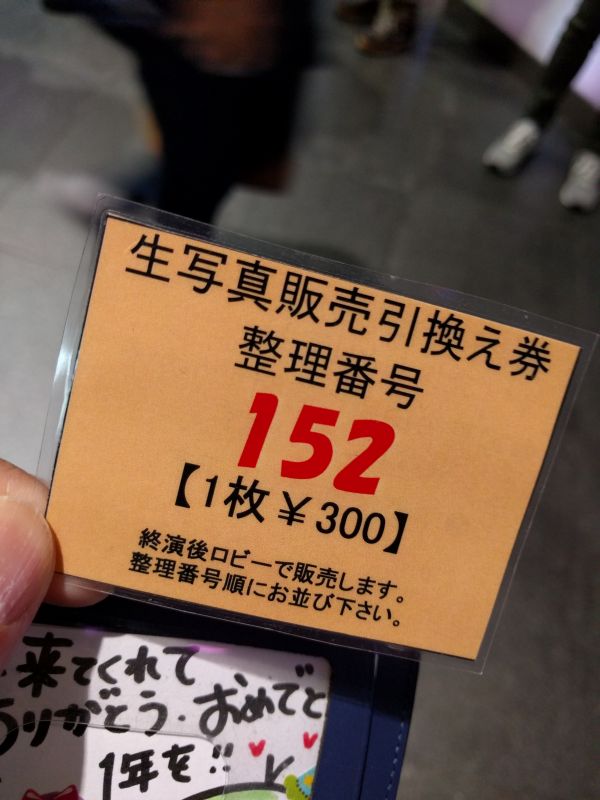 生写真販売引換え券
整理番号
152
【1枚￥300】
終演後ロビーで販売します。
整理番号順にお並び下さい。
来てくれて
ありがとう・おめでと
1年を!!